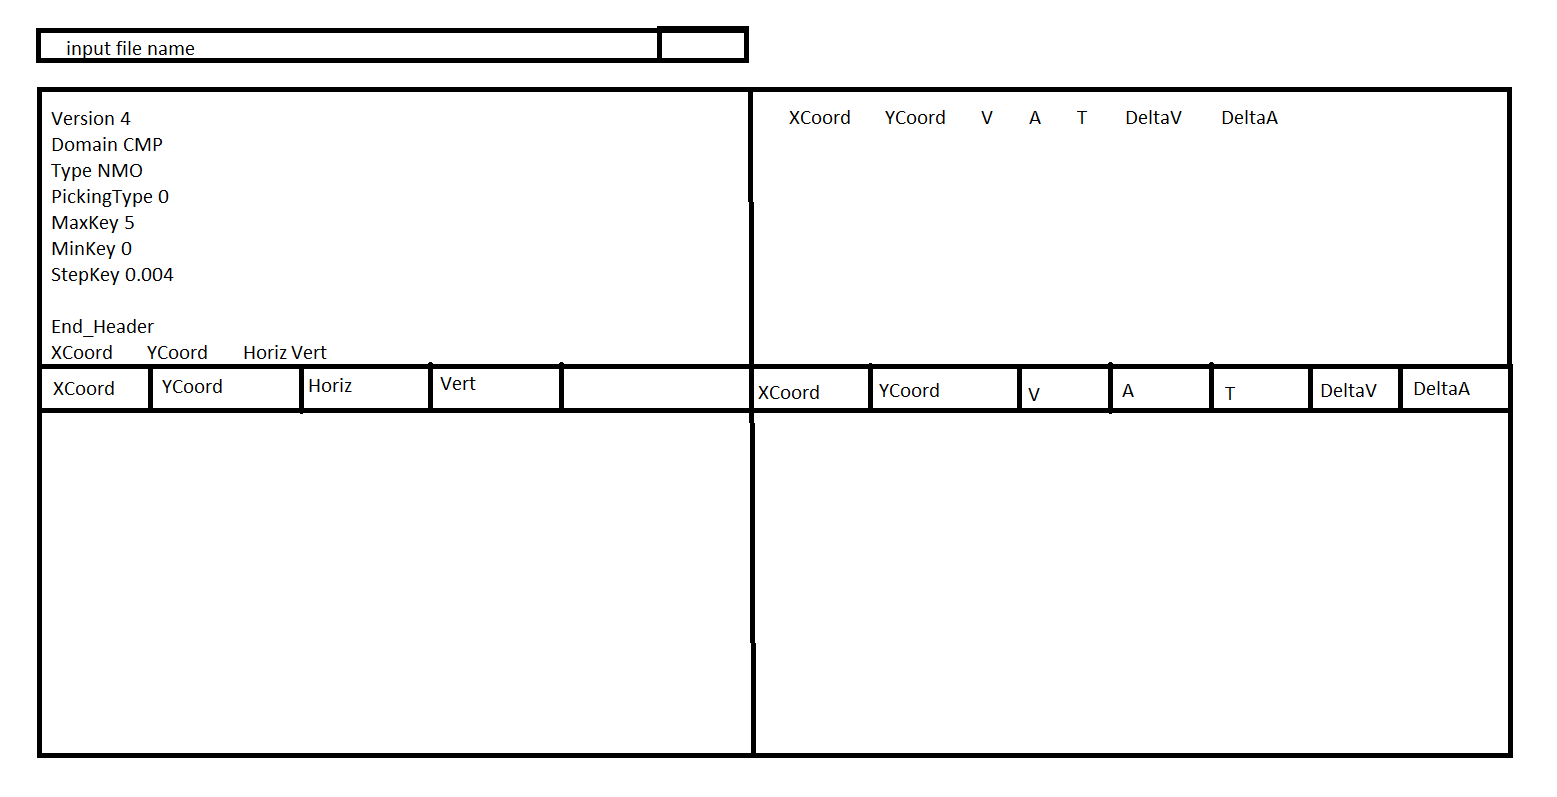 input file name
Version 4
Domain CMP
Type NMO
PickingType 0
MaxKey 5
MinKey 0
StepKey 0.004
End_Header
XCoord YCoord Horiz Vert
XCoord YCoord V A T DeltaV DeltaA
XCoord YCoord Horiz Vert
XCoord YCoord V A T DeltaV DeltaA